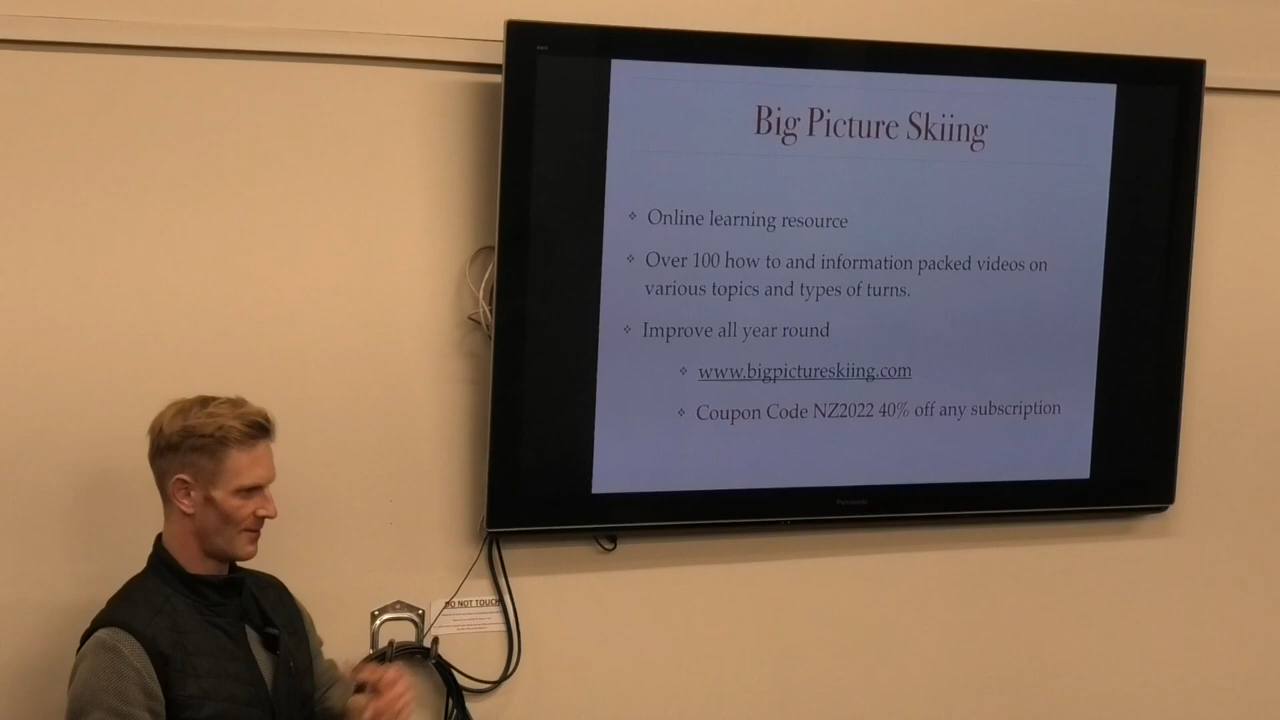 Big Picture Skiing
Online learning resource
Over 100 how to and information packed videos on
various topics and types of turns.
Improve all year round
www.bigpictureskiing.com
Coupon Code NZ2022 40% off any subscription
Panasonic
DO NOT TOUCH